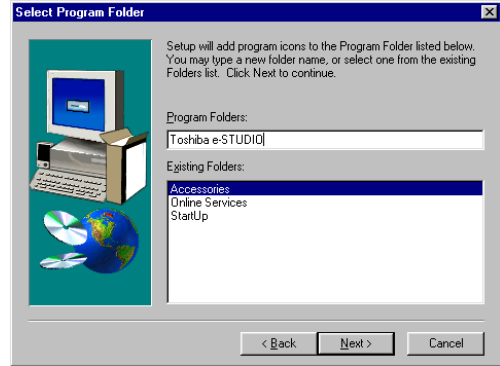 Select Program Folder
Setup will add program icons to the Program Folder listed below.
You may type a new folder name, or select one from the existing
Folders list. Click Next to continue.
Program Folders:
Toshiba e-STUDIO
Existing Folders:
Accessories
Online Services
StartUp
< Back Next > Cancel